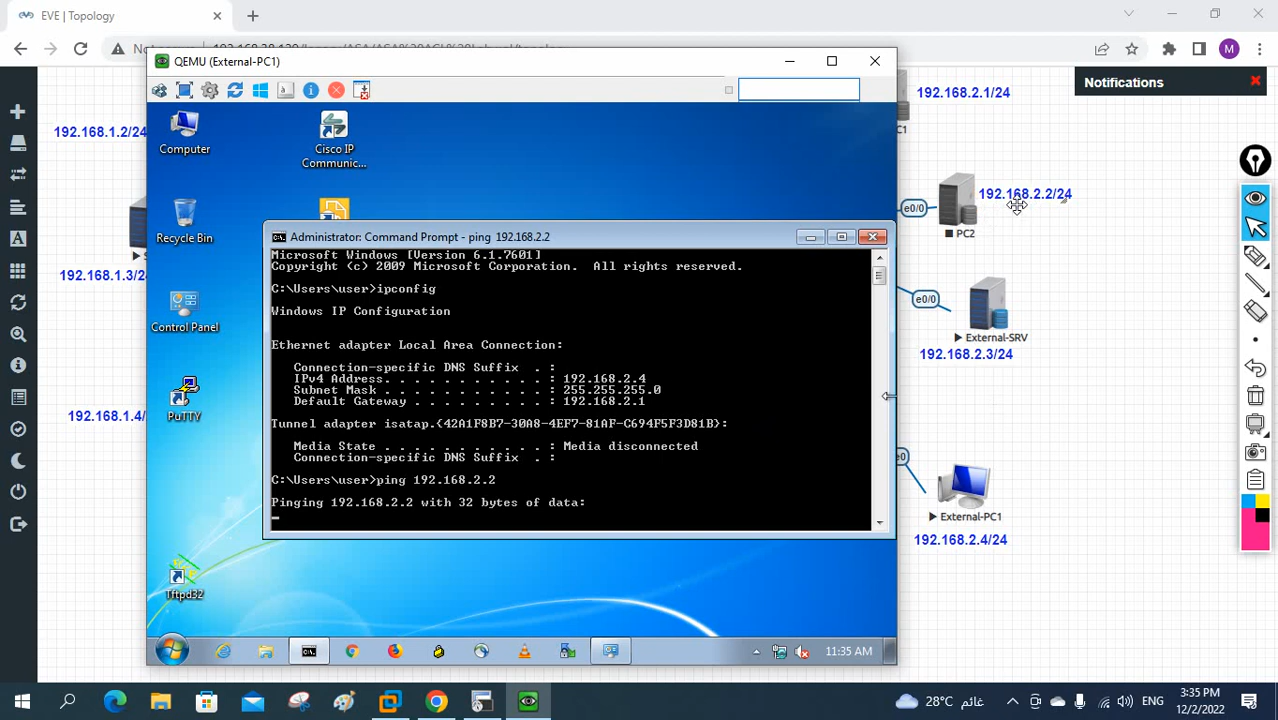 EVE | Topology
192.168.2.1/24
Notifications
QEMU (External-PC1)
192.168.1.2/24
Computer
Cisco IP
Communic...
C1
192.168.2.2/24
e0/0
PC2
Recycle Bin
Administrator: Command Prompt - ping 192.168.2.2
Microsoft Windows [Version 6.1.7601]
Copyright (c) 2009 Microsoft Corporation. All rights reserved.
C:\Users\user>ipconfig
Windows IP Configuration
Ethernet adapter Local Area Connection:
Connection-specific DNS Suffix . :
IPv4 Address. . . . . . . . . . . : 192.168.2.4
Subnet Mask . . . . . . . . . . . : 255.255.255.0
Default Gateway . . . . . . . . . : 192.168.2.1
Tunnel adapter isatap.{42A1F8B7-30A8-4EF7-81AF-C694F5F3D81B}:
Media State . . . . . . . . . . . : Media disconnected
Connection-specific DNS Suffix . :
C:\Users\user>ping 192.168.2.2
Pinging 192.168.2.2 with 32 bytes of data:
192.168.1.3/24
Control Panel
e0/0
External-SRV
192.168.2.3/24
192.168.1.4/
PuTTY
e0
External-PC1
192.168.2.4/24
Tftpd32
11:35 AM
28°C غائم
ENG
3:35 PM
12/2/2022
M